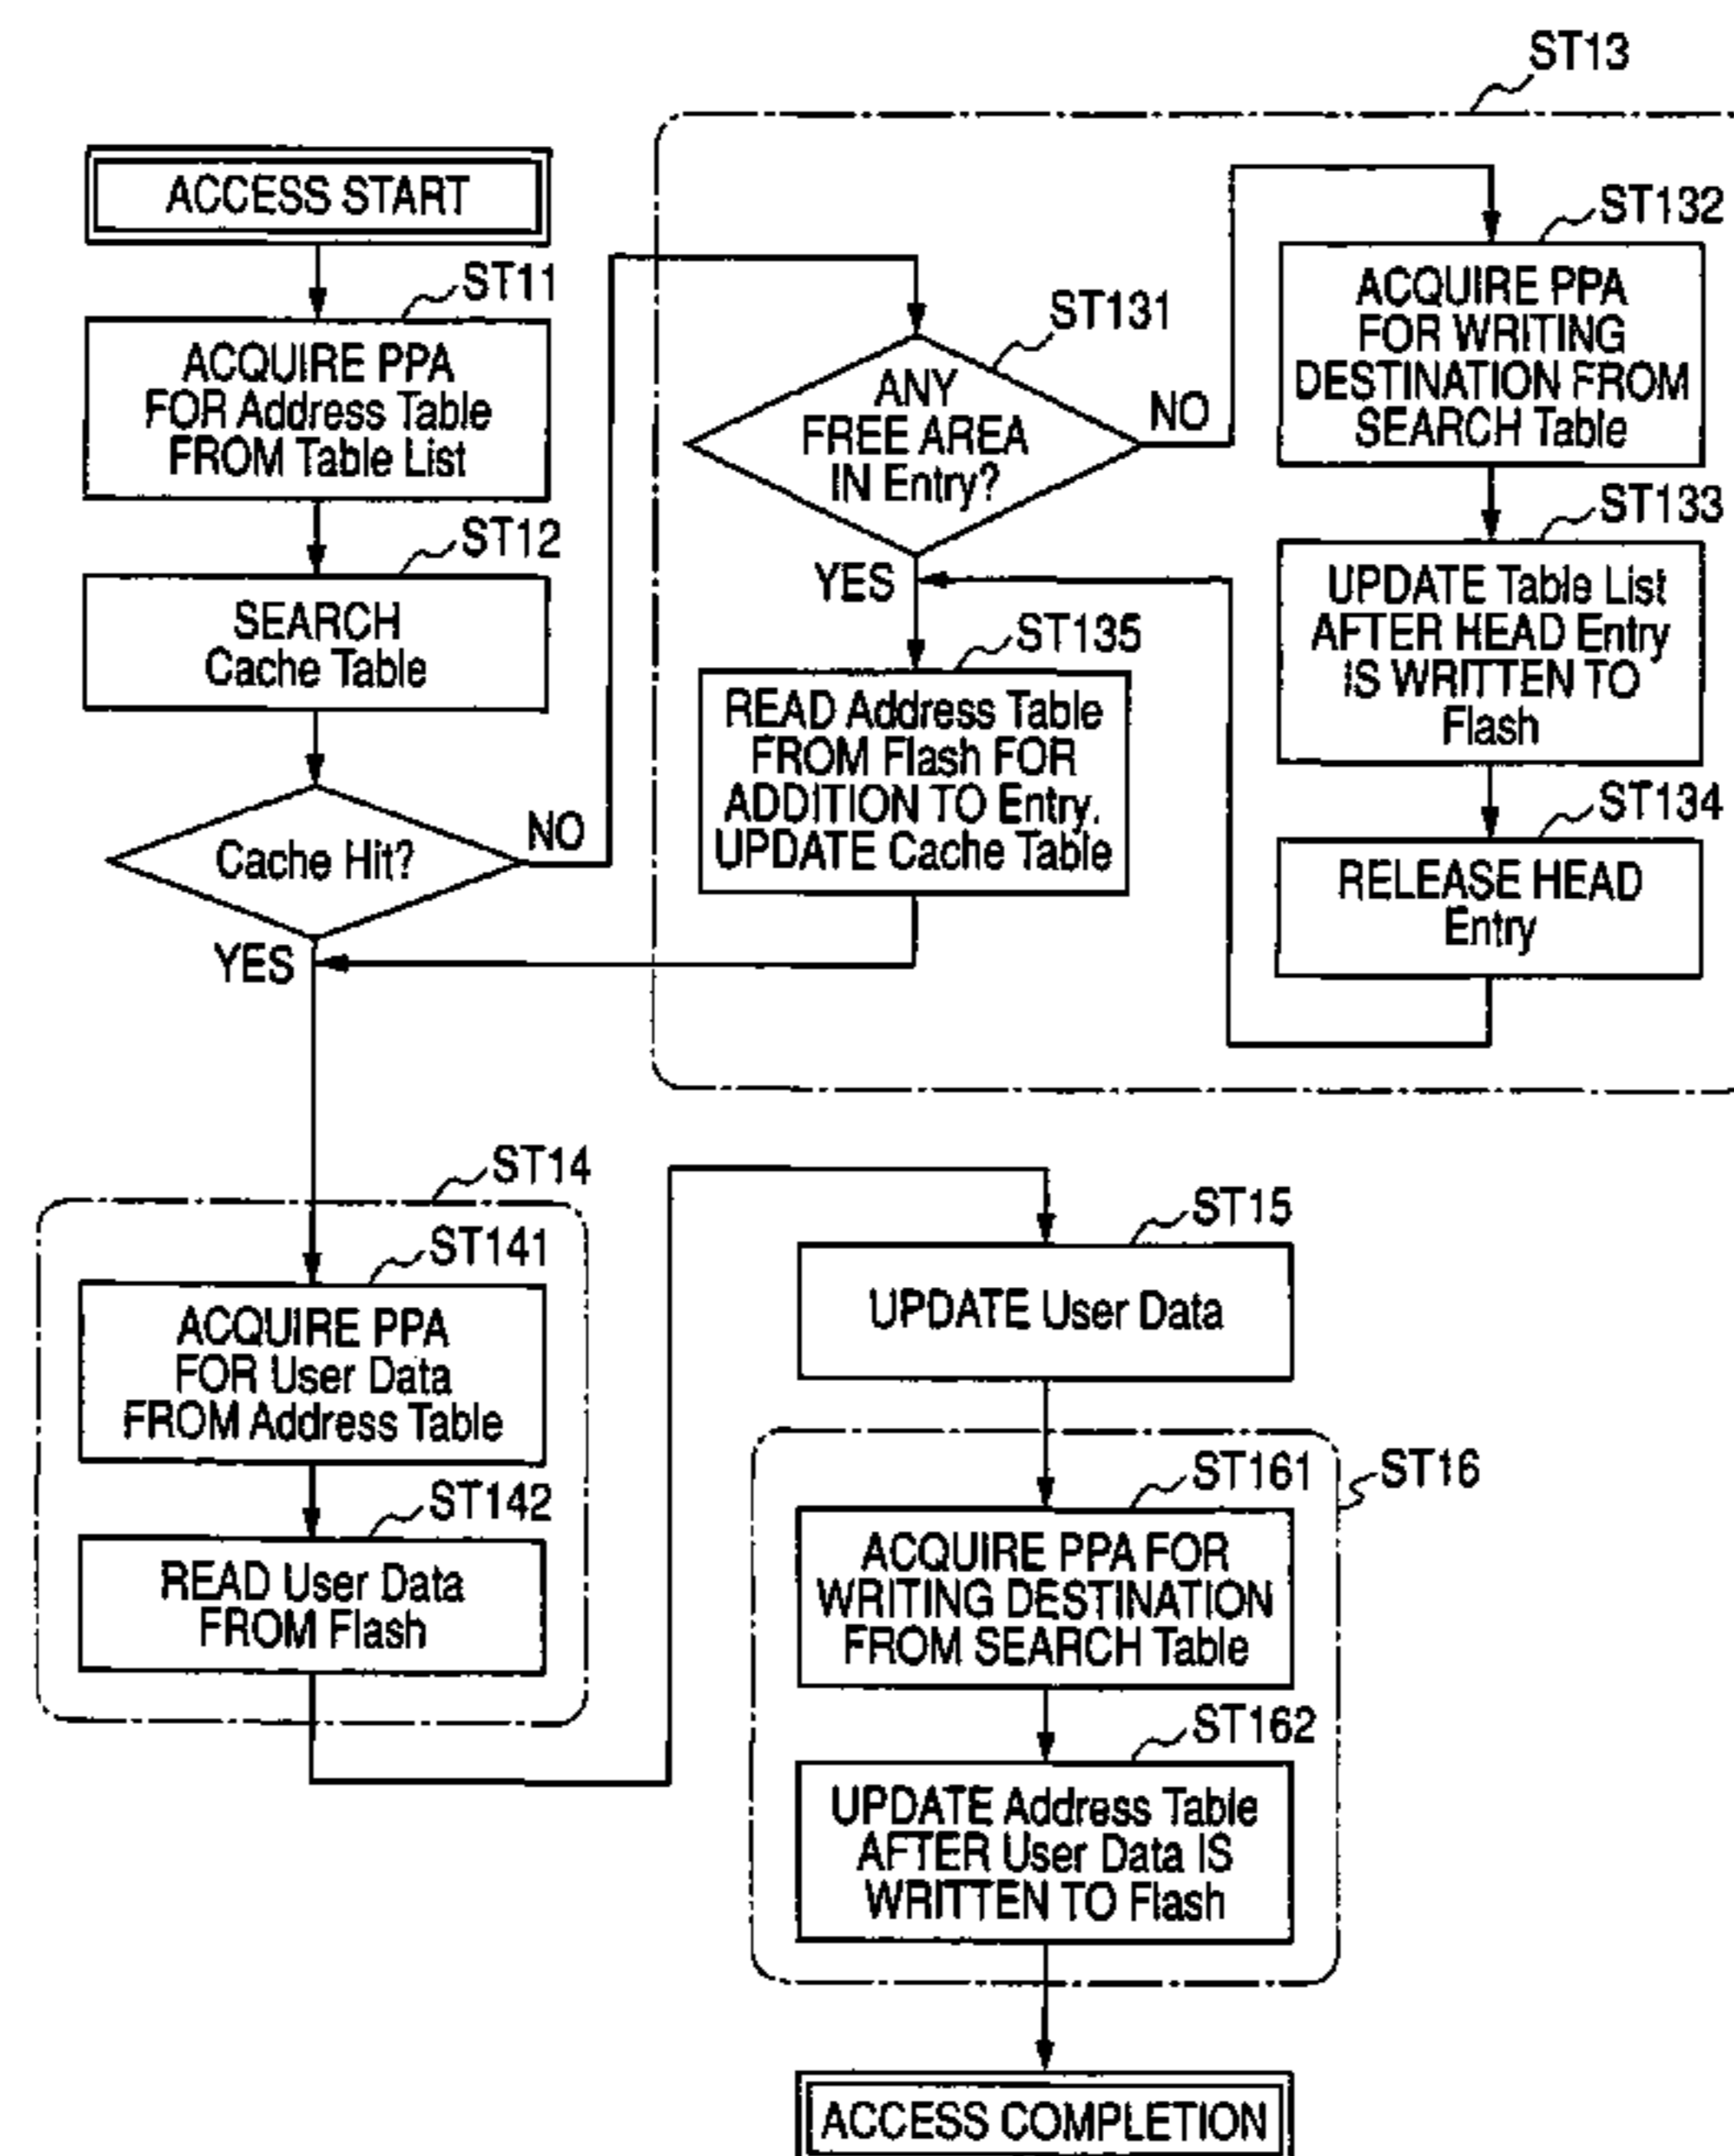 ACCESS START
ST11
ACQUIRE PPA
FOR Address Table
FROM Table List
ST12
SEARCH
Cache Table
Cache Hit?
NO
YES
ST13
ST131
ANY
FREE AREA
IN Entry?
NO
YES
ST132
ACQUIRE PPA
FOR WRITING
DESTINATION FROM
SEARCH Table
ST133
UPDATE Table List
AFTER HEAD Entry
IS WRITTEN TO
Flash
ST134
RELEASE HEAD
Entry
ST135
READ Address Table
FROM Flash FOR
ADDITION TO Entry.
UPDATE Cache Table
ST14
ST141
ACQUIRE PPA
FOR User Data
FROM Address Table
ST142
READ User Data
FROM Flash
ST15
UPDATE User Data
ST16
ST161
ACQUIRE PPA FOR
WRITING DESTINATION
FROM SEARCH Table
ST162
UPDATE Address Table
AFTER User Data IS
WRITTEN TO Flash
ACCESS COMPLETION